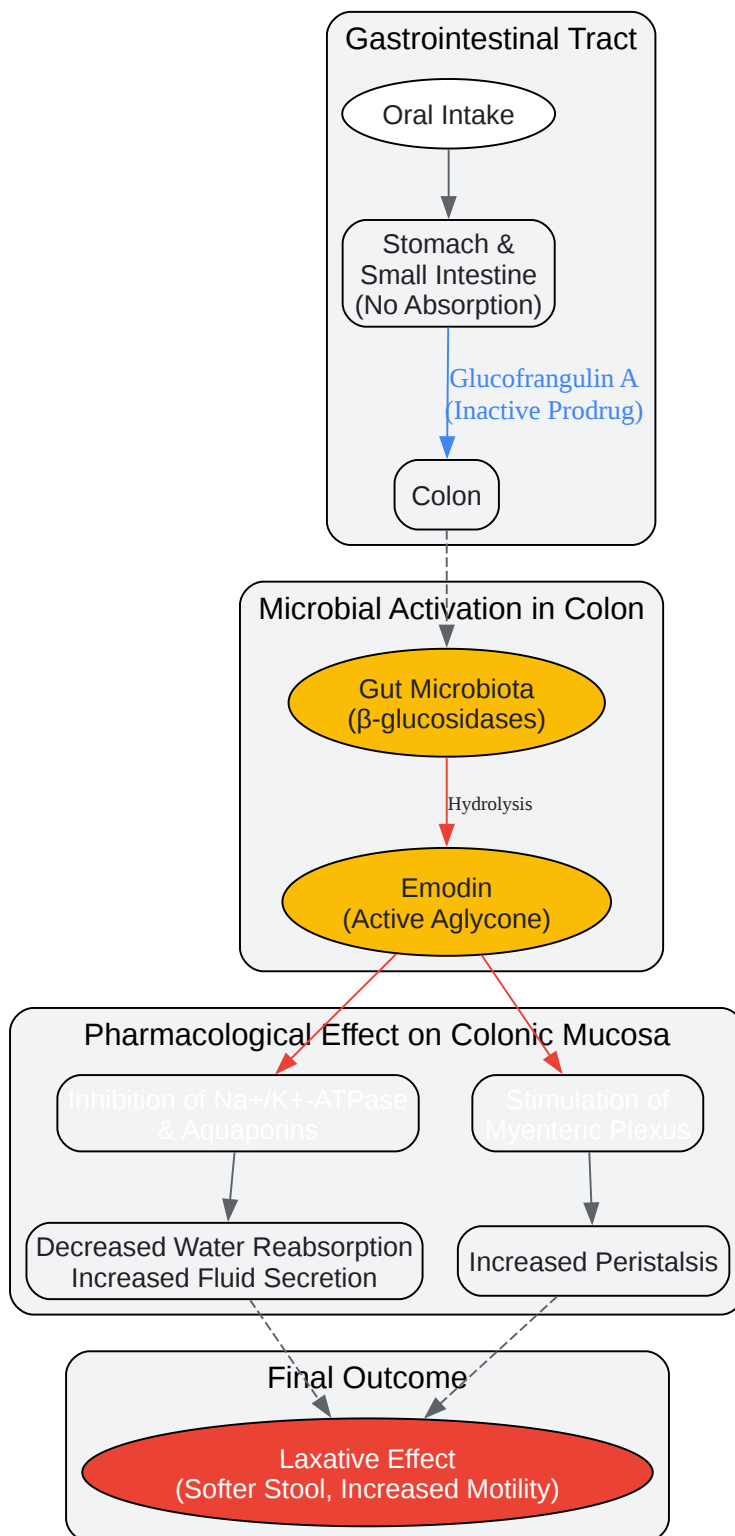 Gastrointestinal Tract
Oral Intake
Stomach &
Small Intestine
(No Absorption)
Glucofrangulin A
(Inactive Prodrug)
Colon
Microbial Activation in Colon
Gut Microbiota
(β-glucosidases)
Hydrolysis
Emodin
(Active Aglycone)
Pharmacological Effect on Colonic Mucosa
Inhibition of Na+/K+-ATPase
& Aquaporins
Stimulation of
Myenteric Plexus
Decreased Water Reabsorption
Increased Fluid Secretion
Increased Peristalsis
Final Outcome
Laxative Effect
(Softer Stool, Increased Motility)